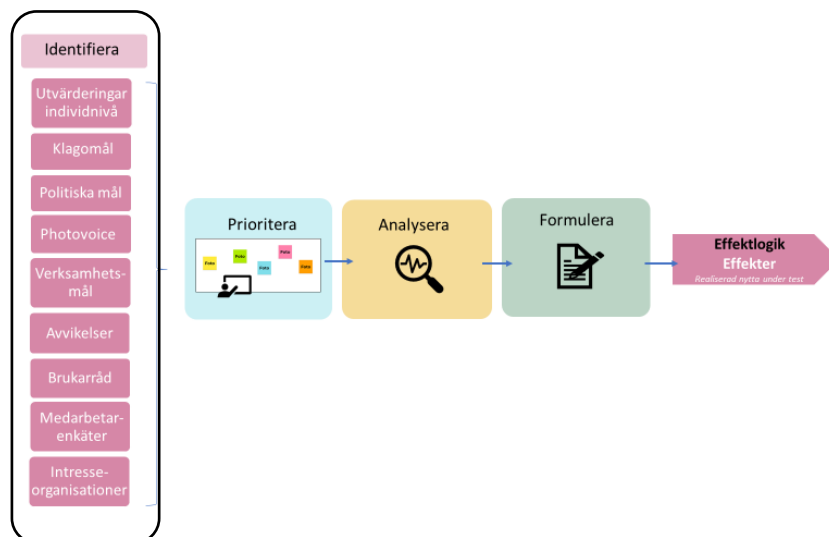 Identifiera
Utvärderingar
individnivå
Klagomål
Politiska mål
Photovoice
Verksamhets-
mål
Avvikelser
Brukarråd
Medarbetar-
enkäter
Intresse-
organisationer
Prioritera
Foto
Foto
Foto
Foto
Foto
Analysera
Formulera
Effektlogik
Effekter
Realiserad nytta under test